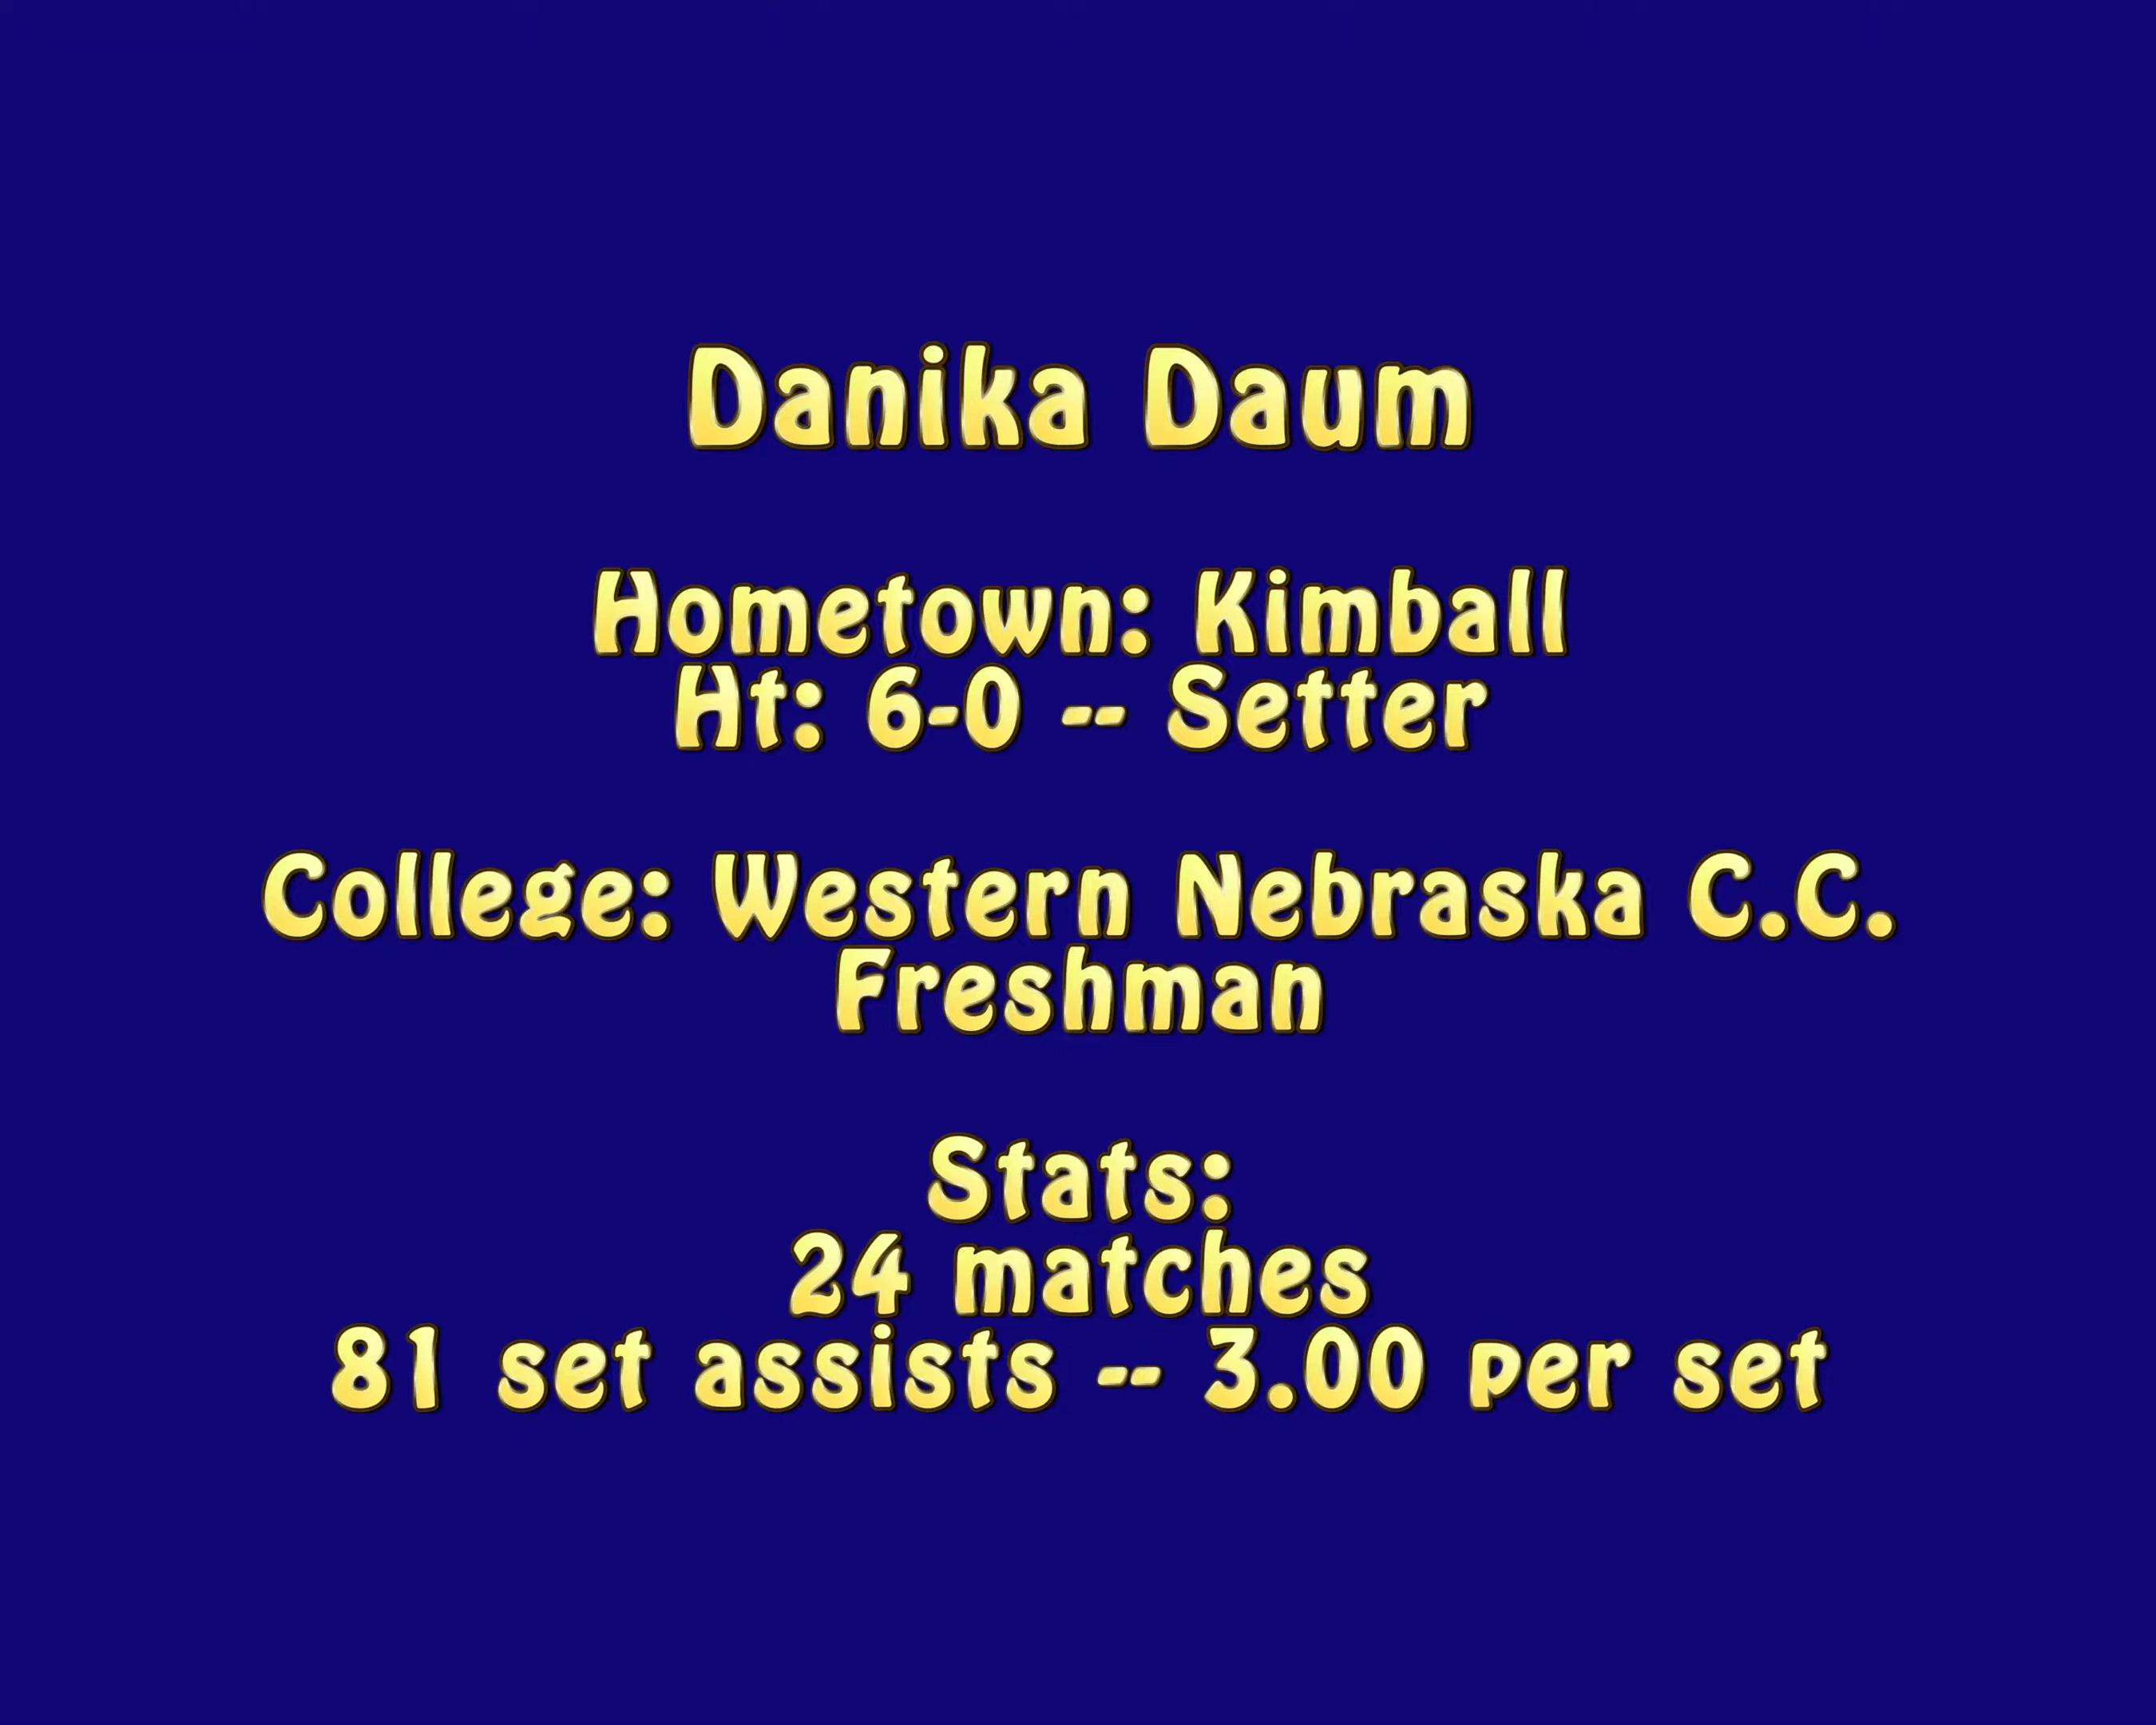 Danika Daum
Hometown: Kimball
Ht: 6-0 -- Setter
College: Western Nebraska C.C.
Freshman
Stats:
24 matches
81 set assists -- 3.00 per set